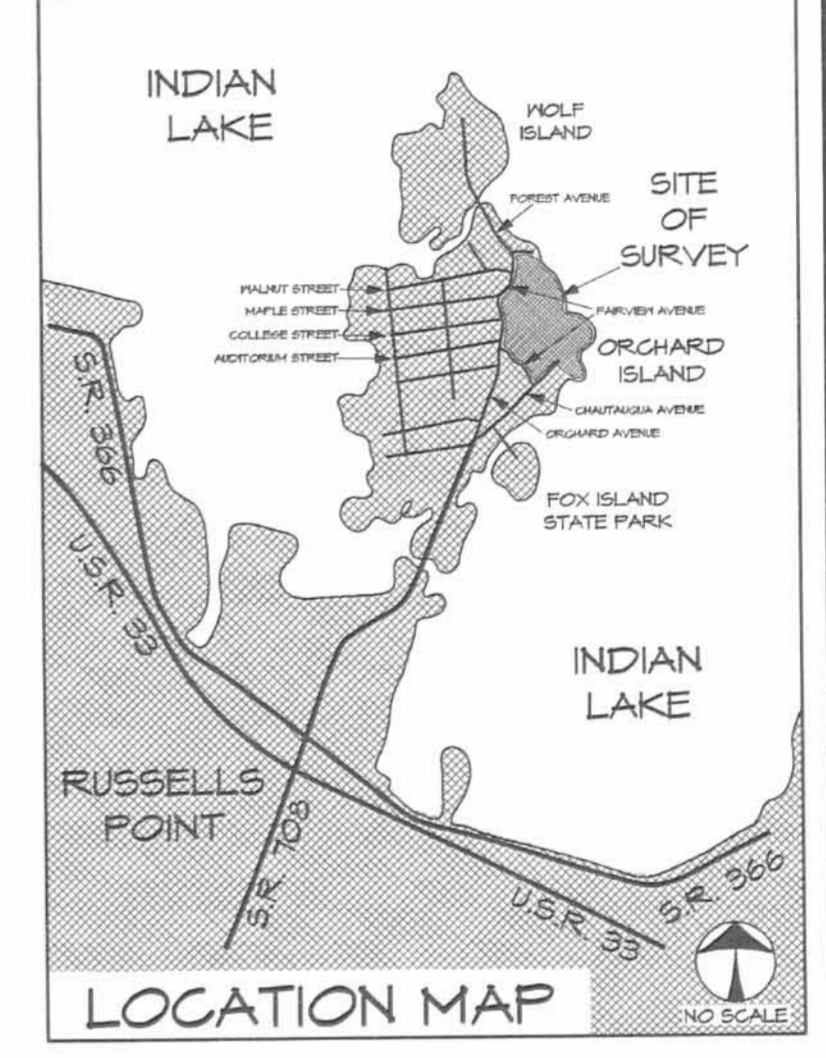 INDIAN
LAKE
WOLF
ISLAND
FOREST AVENUE
SITE
OF
SURVEY
WALNUT STREET
MAPLE STREET
COLLEGE STREET
AUDITORIUM STREET
FAIRVIEW AVENUE
ORCHARD
ISLAND
CHAUTAUQUA AVENUE
ORCHARD AVENUE
FOX ISLAND
STATE PARK
S.R. 366
U.S.R. 33
INDIAN
LAKE
RUSSELLS
POINT
S.R. 708
U.S.R. 33
S.R. 366
LOCATION MAP
NO SCALE